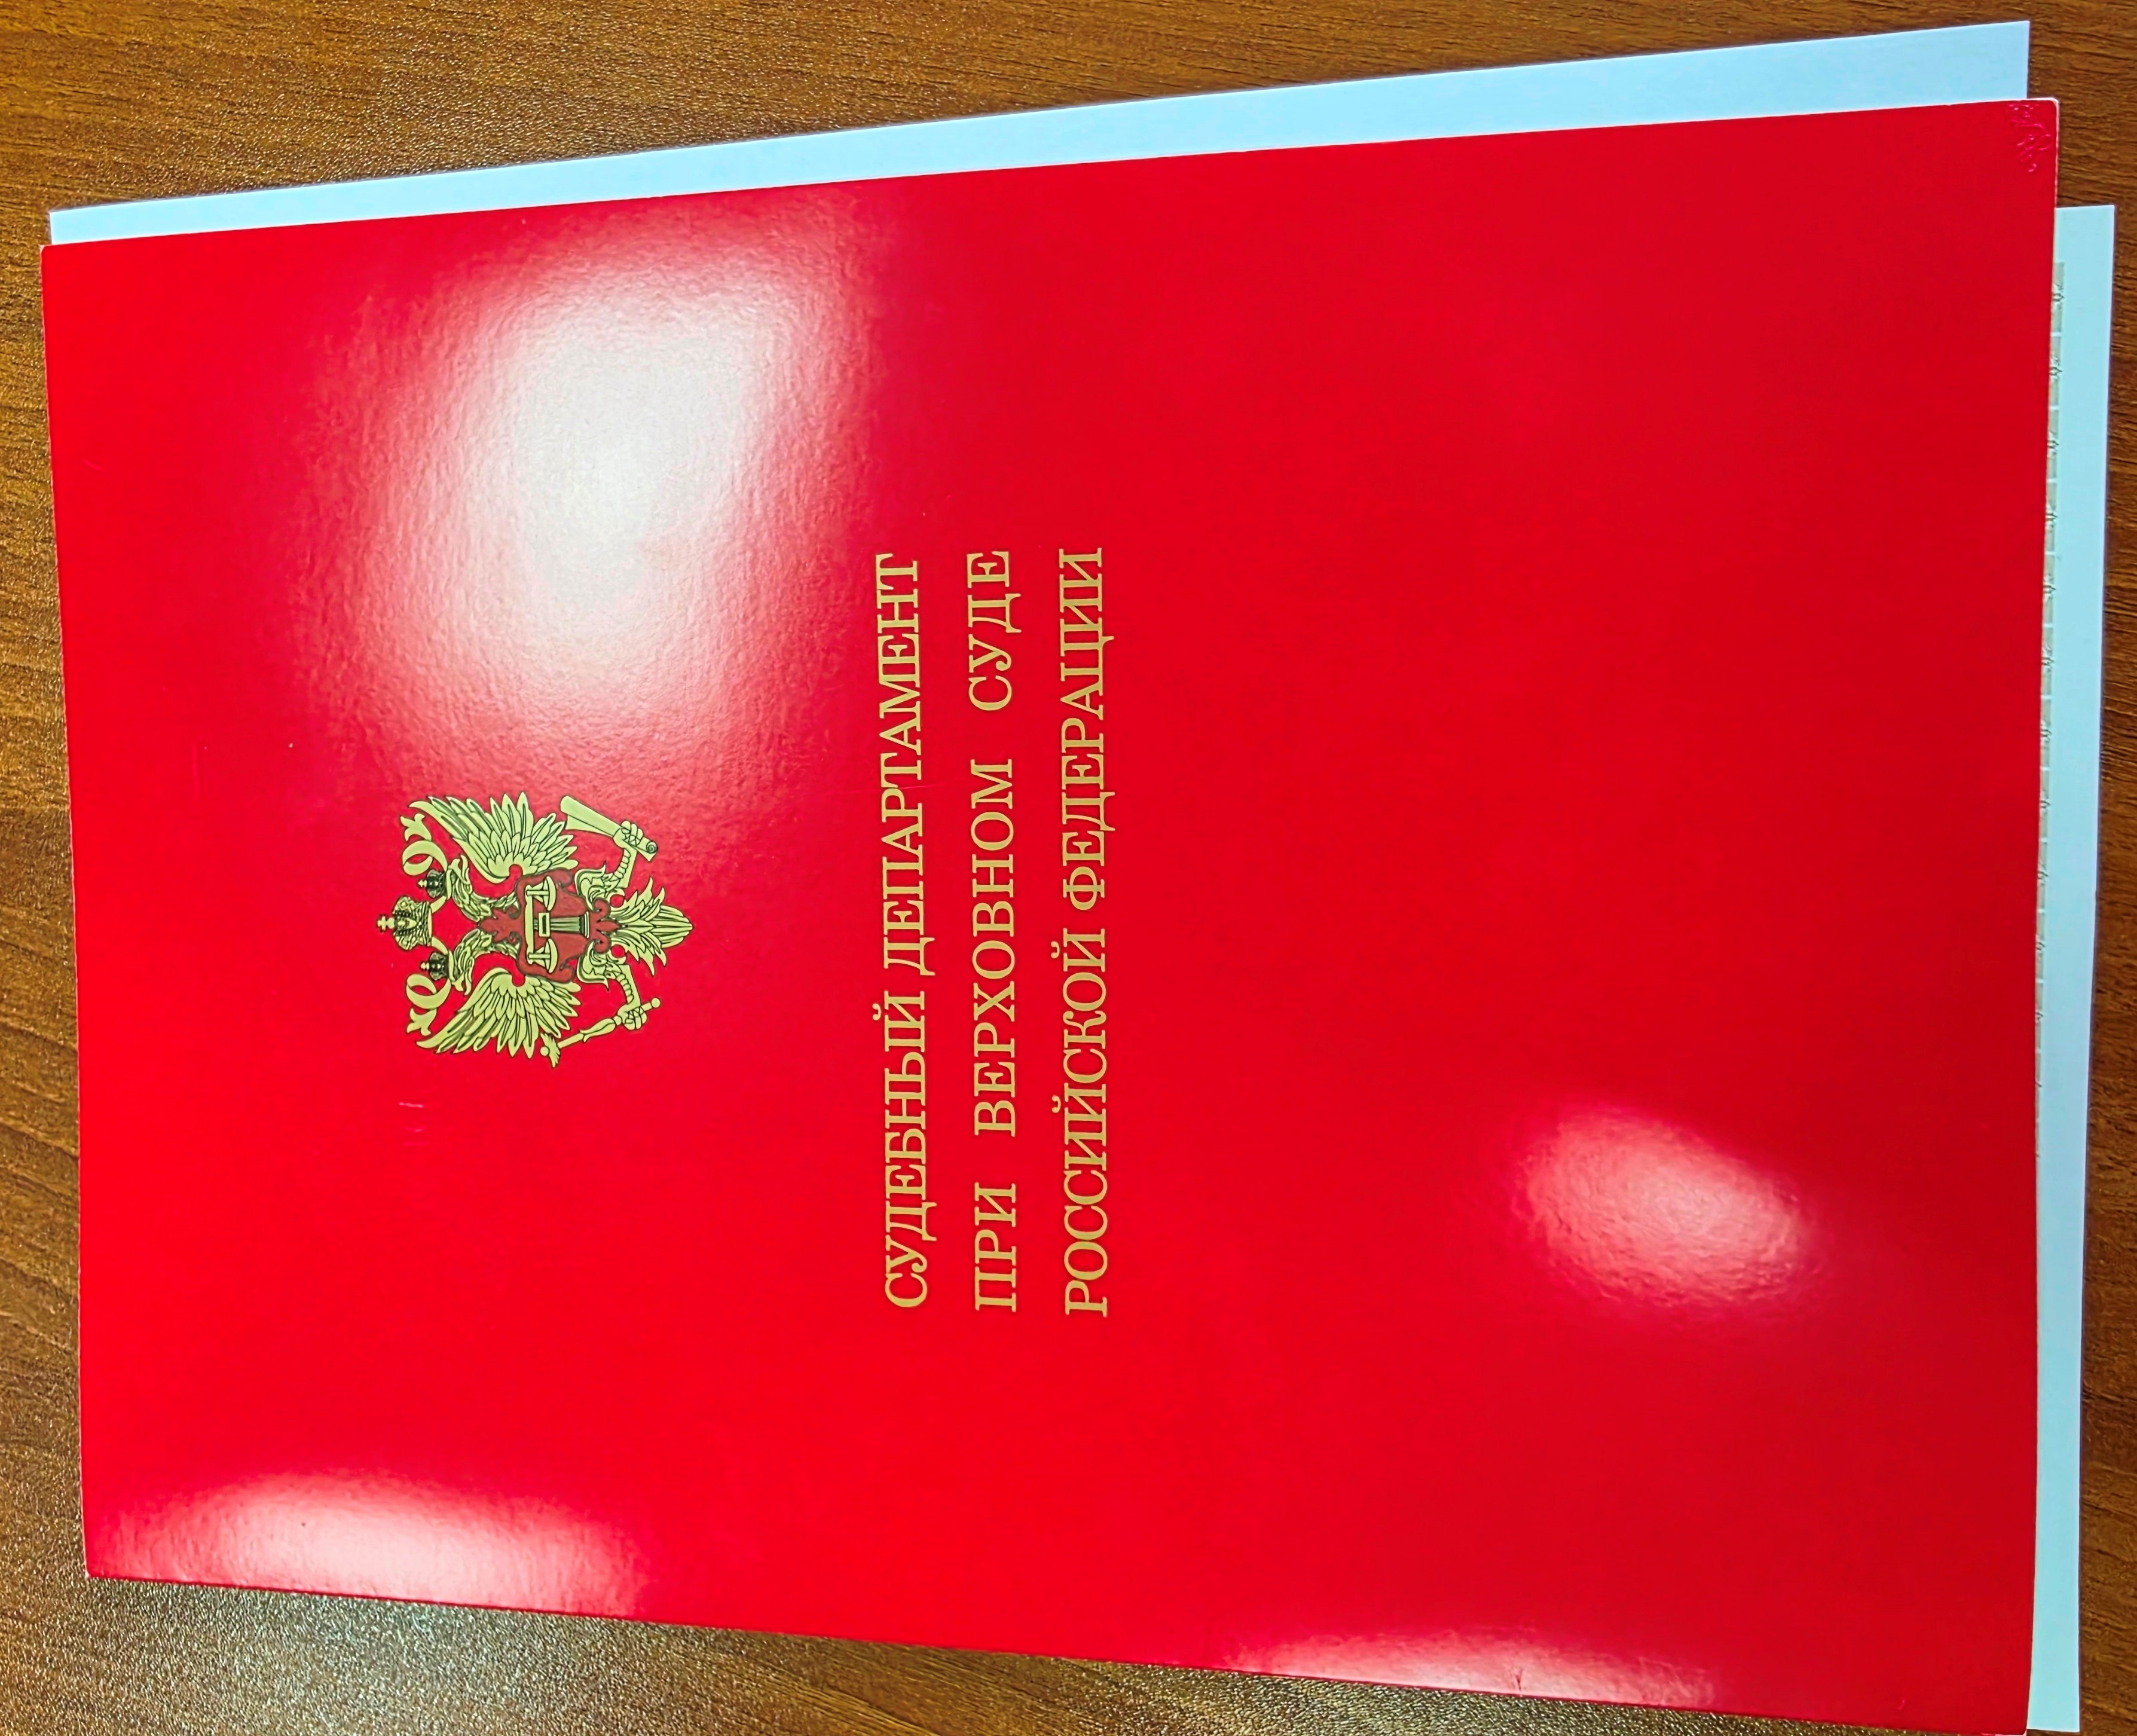 СУДЕБНЫЙ ДЕПАРТАМЕНТ
ПРИ ВЕРХОВНОМ СУДЕ
РОССИЙСКОЙ ФЕДЕРАЦИИ